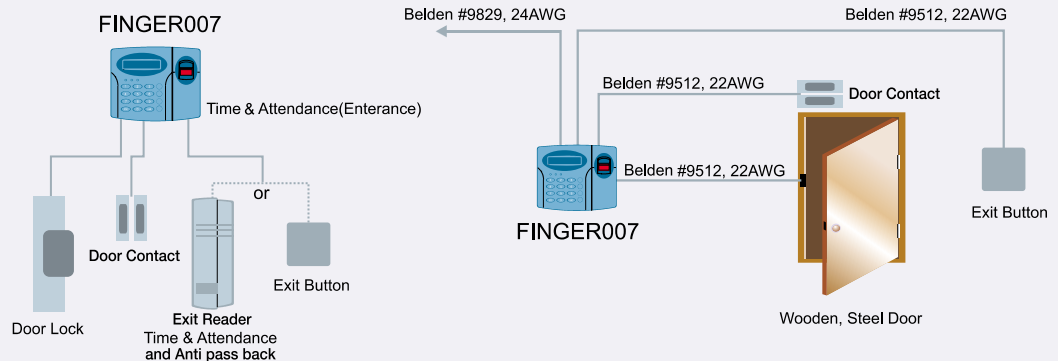 FINGER007
Time & Attendance(Enterance)
or
Door Lock
Door Contact
Exit Reader
Time & Attendance
and Anti pass back
Exit Button
Belden #9829, 24AWG
Belden #9512, 22AWG
Belden #9512, 22AWG
Door Contact
Belden #9512, 22AWG
FINGER007
Exit Button
Wooden, Steel Door